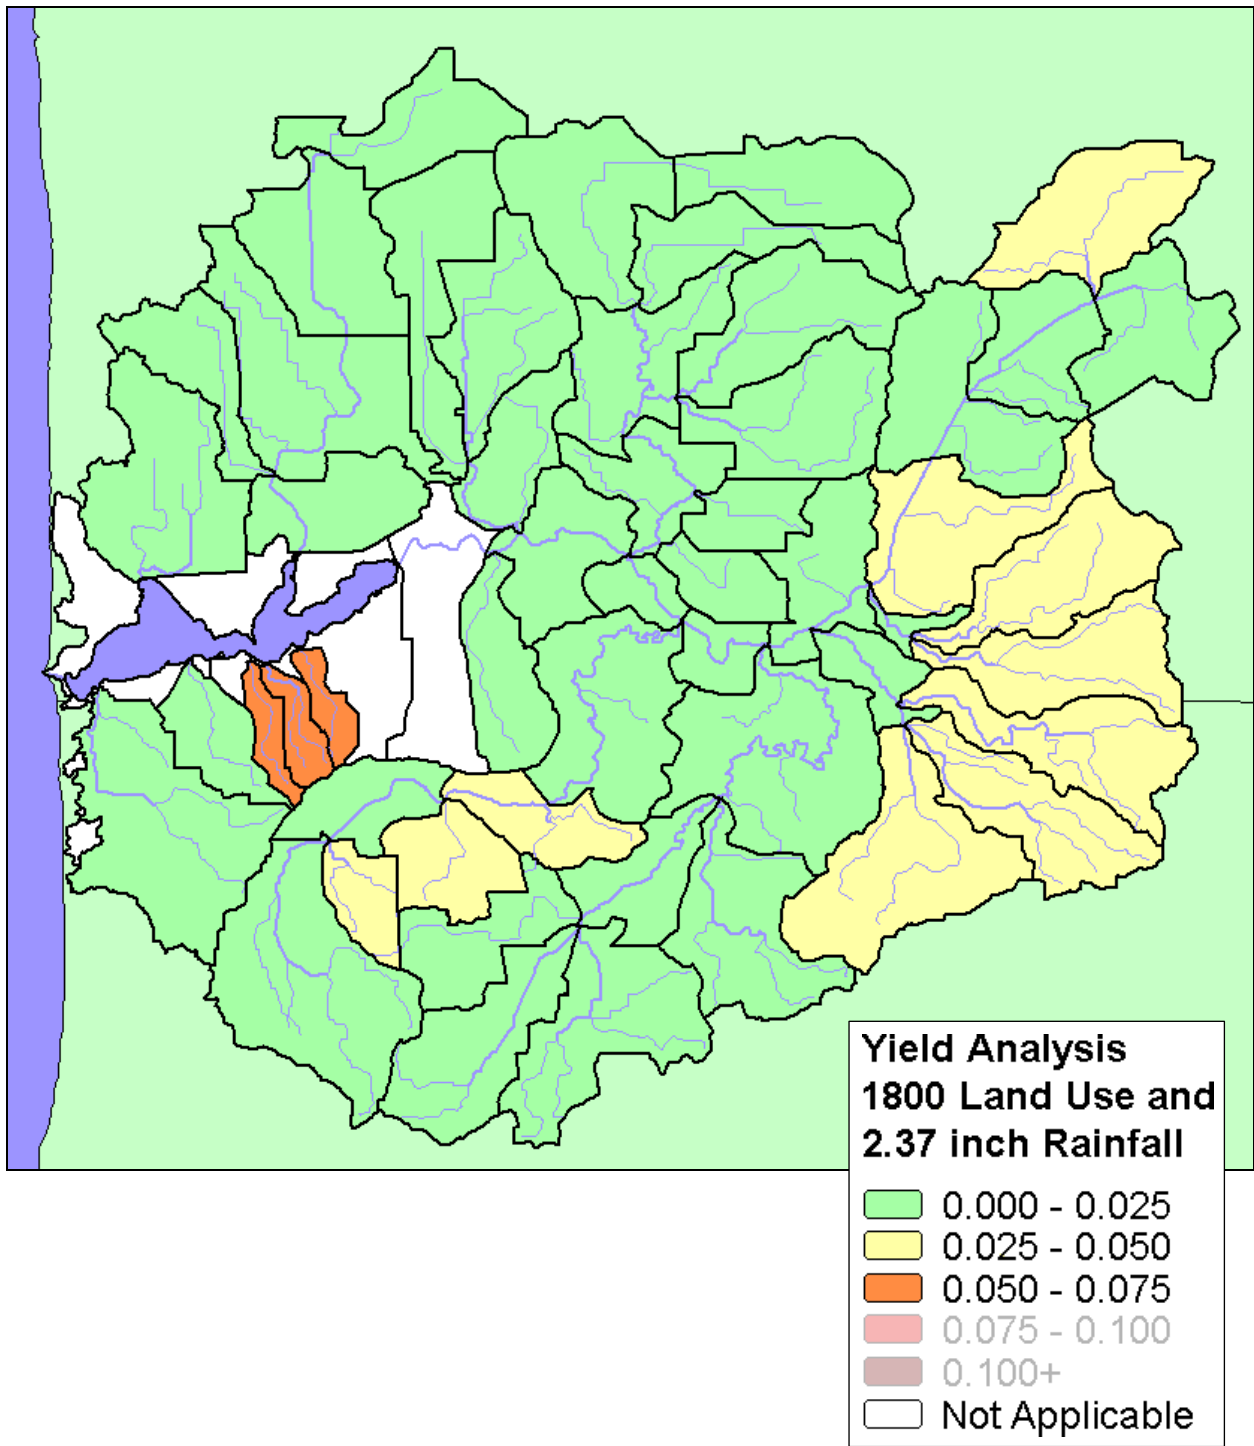 Yield Analysis
1800 Land Use and
2.37 inch Rainfall
0.000 - 0.025
0.025 - 0.050
0.050 - 0.075
0.075 - 0.100
0.100+
Not Applicable